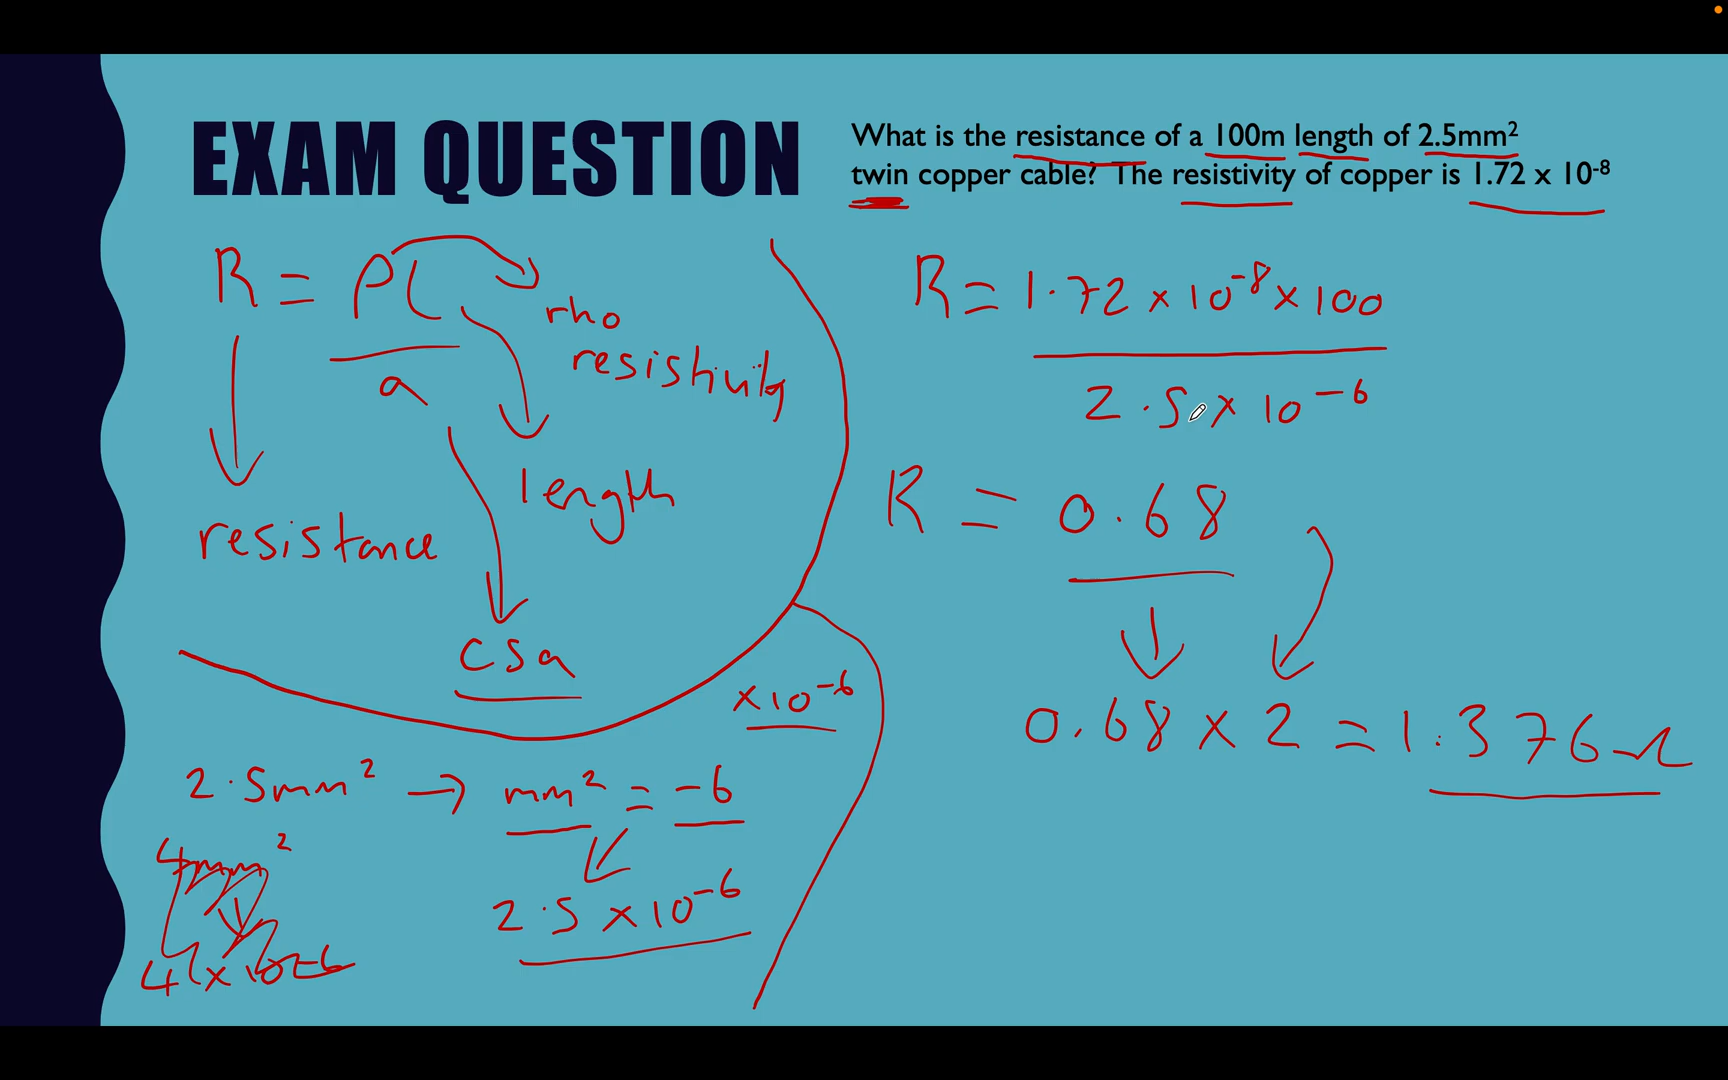 EXAM QUESTION
What is the resistance of a 100m length of 2.5mm²
twin copper cable? The resistivity of copper is 1.72 x 10⁻⁸
R = ρL
a
rho
resistivity
length
resistance
csa
x10⁻⁶
2.5mm² → mm² = -6
2.5 x 10⁻⁶
4mm²
4 x 10-6
R = 1.72 x 10⁻⁸ x 100
2.5 x 10⁻⁶
R = 0.68
0.68 x 2 = 1.376Ω